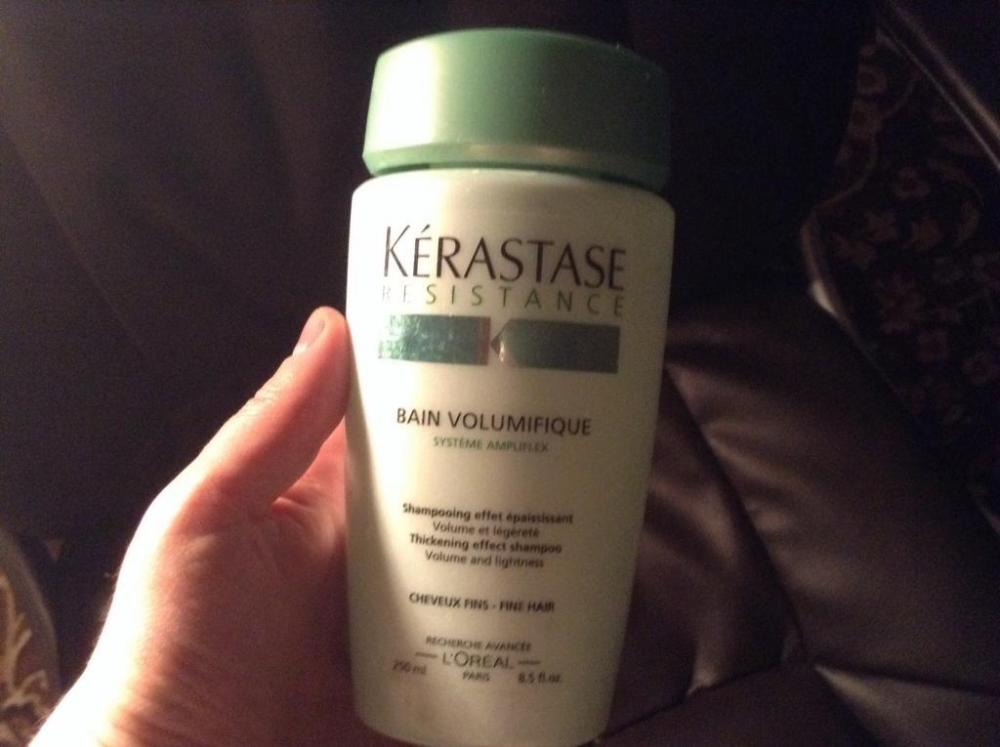 KÉRASTASE
RESISTANCE
BAIN VOLUMIFIQUE
SYSTÈME AMPLIFLEX
Shampooing effet épaississant
Volume et légèreté
Thickening effect shampoo
Volume and lightness
CHEVEUX FINS - FINE HAIR
RECHERCHE AVANCÉE
L'ORÉAL
250 ml PARIS 8.5 fl.oz.